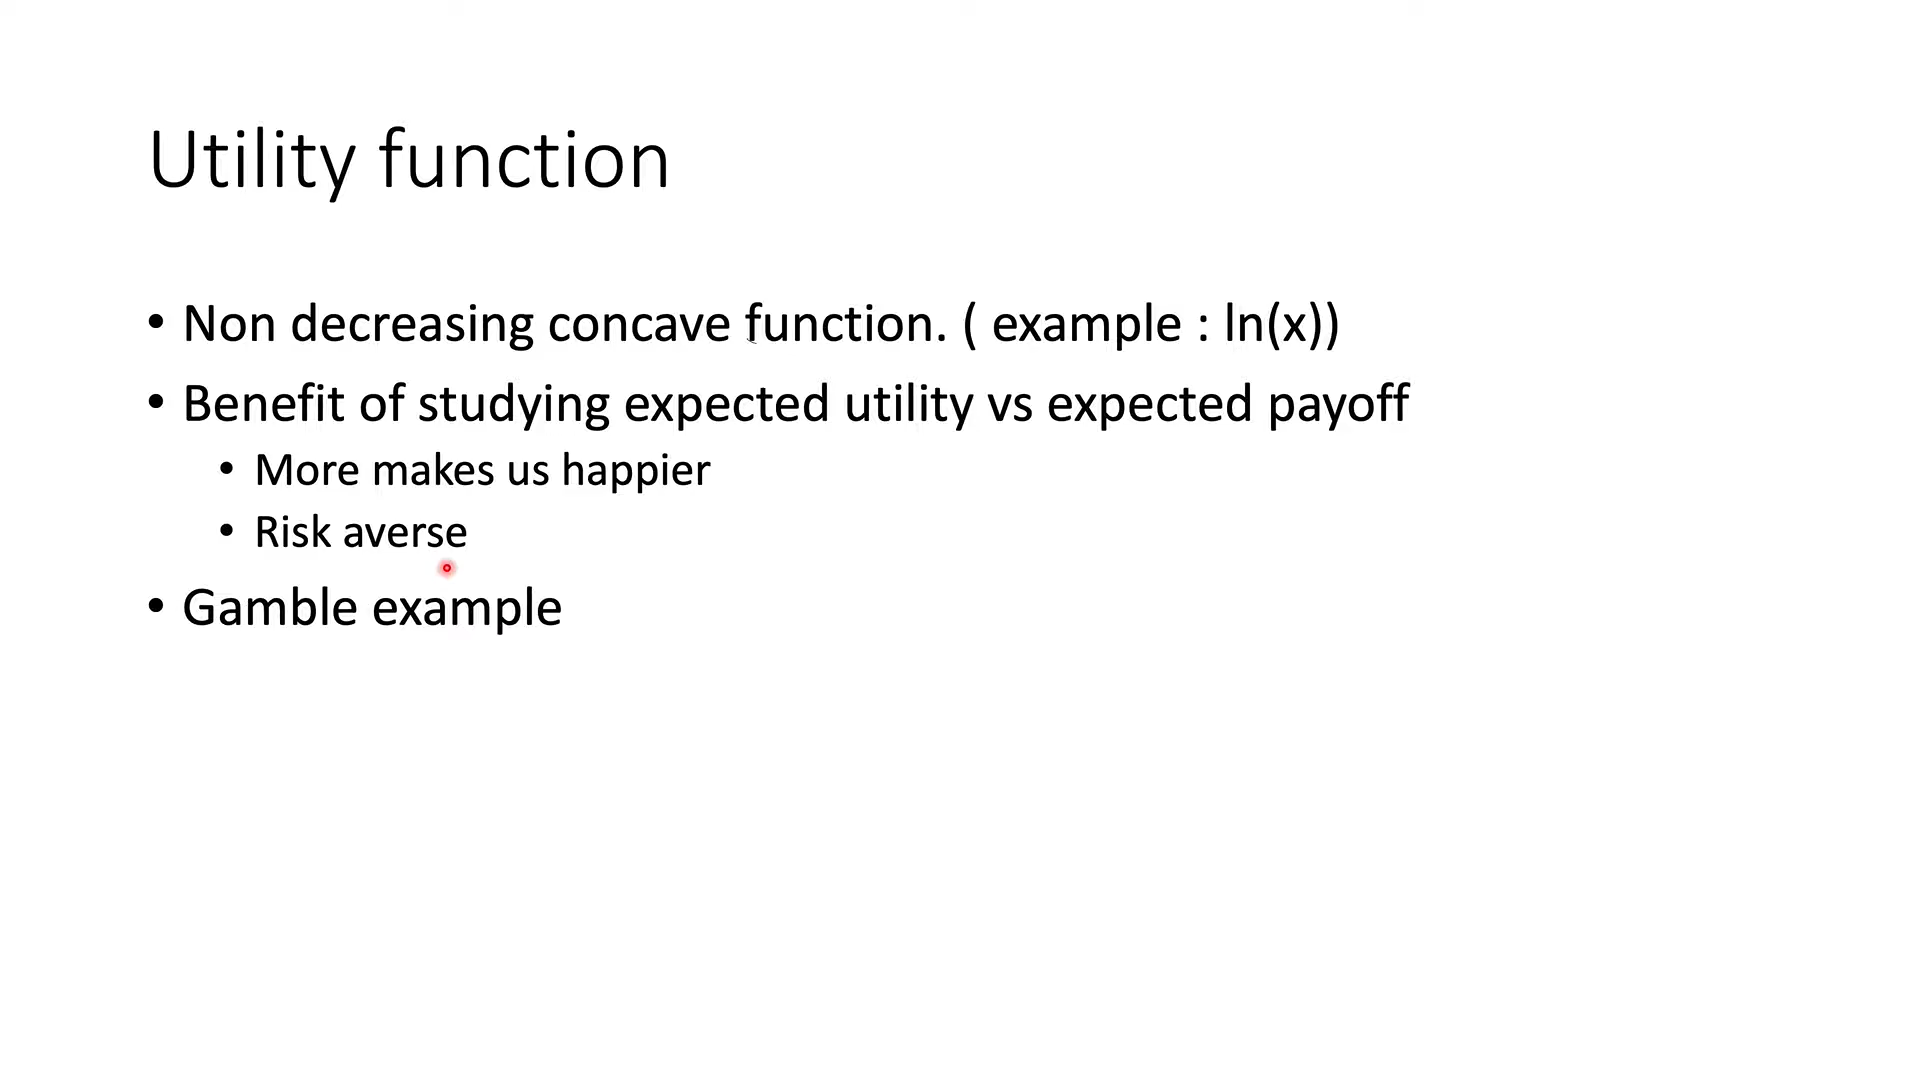 Utility function
• Non decreasing concave function. ( example : ln(x))
• Benefit of studying expected utility vs expected payoff
• More makes us happier
• Risk averse
• Gamble example